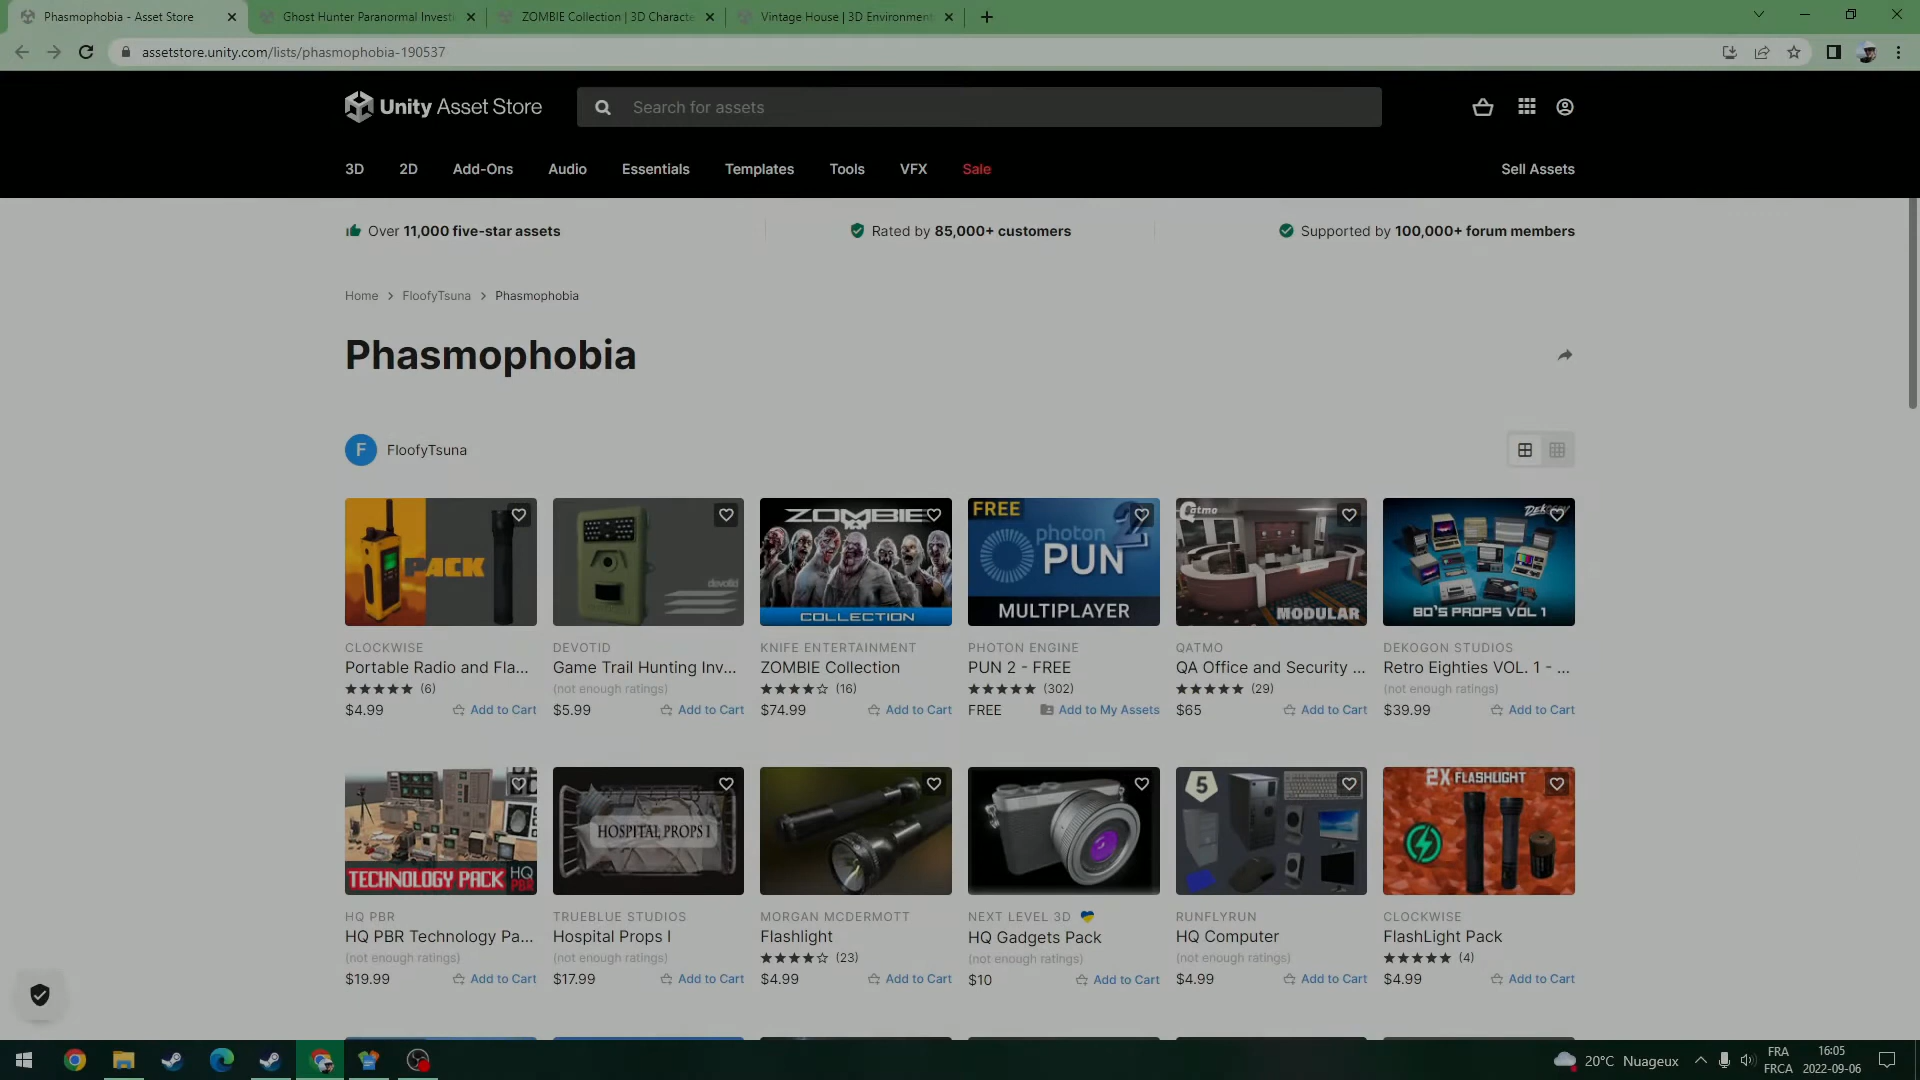 Phasmophobia - Asset Store
Ghost Hunter Paranormal Invest
ZOMBIE Collection | 3D Characte
Vintage House | 3D Environment
assetstore.unity.com/lists/phasmophobia-190537
Unity Asset Store
Search for assets
3D
2D
Add-Ons
Audio
Essentials
Templates
Tools
VFX
Sale
Sell Assets
Over 11,000 five-star assets
Rated by 85,000+ customers
Supported by 100,000+ forum members
Home > FloofyTsuna > Phasmophobia
Phasmophobia
F
FloofyTsuna
PACK
devotid
ZOMBIE
COLLECTION
FREE
photon
2
PUN
MULTIPLAYER
Qatmo
MODULAR
80'S PROPS VOL 1
CLOCKWISE
DEVOTID
KNIFE ENTERTAINMENT
PHOTON ENGINE
QATMO
DEKOGON STUDIOS
Portable Radio and Fla...
Game Trail Hunting Inv...
ZOMBIE Collection
PUN 2 - FREE
QA Office and Security ...
Retro Eighties VOL. 1 - ...
(6)
(not enough ratings)
(16)
(302)
(29)
(not enough ratings)
$4.99
Add to Cart
$5.99
Add to Cart
$74.99
Add to Cart
FREE
Add to My Assets
$65
Add to Cart
$39.99
Add to Cart
TECHNOLOGY PACK
HQ
PBR
HOSPITAL PROPS I
5
2X FLASHLIGHT
HQ PBR
TRUEBLUE STUDIOS
MORGAN MCDERMOTT
NEXT LEVEL 3D
RUNFLYRUN
CLOCKWISE
HQ PBR Technology Pa...
Hospital Props I
Flashlight
HQ Gadgets Pack
HQ Computer
FlashLight Pack
(not enough ratings)
(not enough ratings)
(23)
(not enough ratings)
(not enough ratings)
(4)
$19.99
Add to Cart
$17.99
Add to Cart
$4.99
Add to Cart
$10
Add to Cart
$4.99
Add to Cart
$4.99
Add to Cart
20°C Nuageux
FRA
FRCA
16:05
2022-09-06